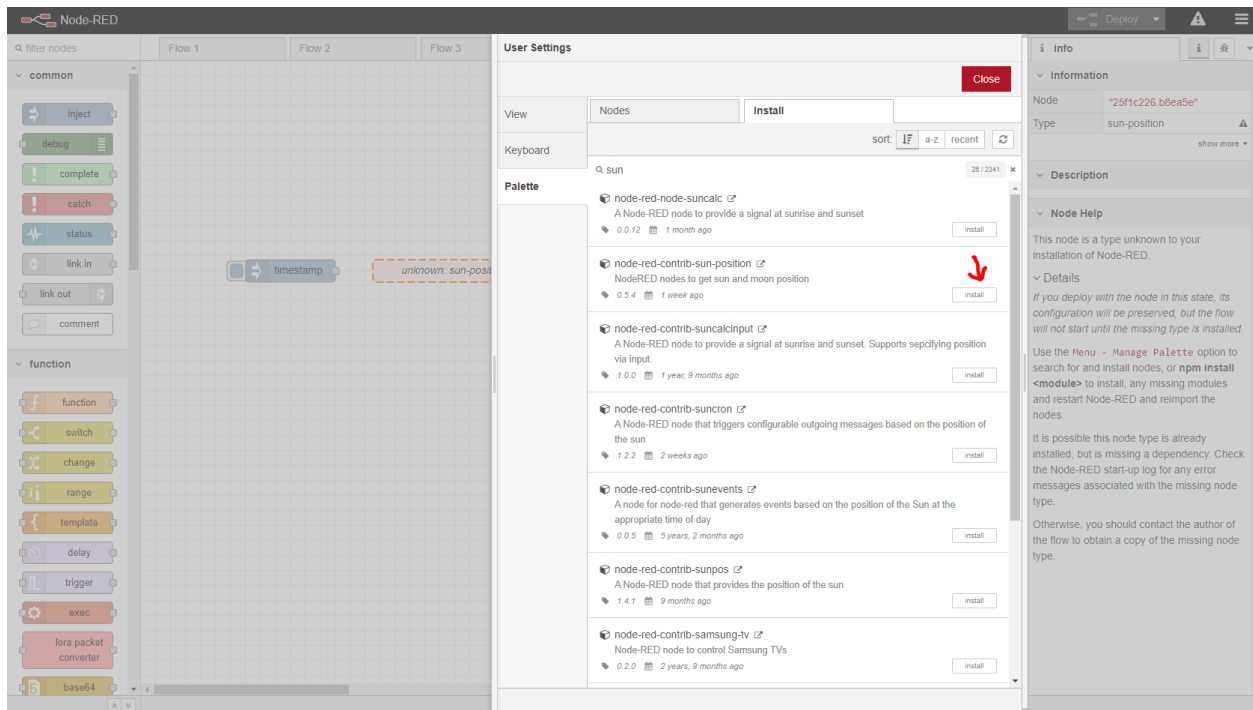 Node-RED
Deploy
filter nodes
common
inject
debug
complete
catch
status
link in
link out
comment
function
function
switch
change
range
template
delay
trigger
exec
lora packet
converter
base64
Flow 1
Flow 2
Flow 3
timestamp
unknown: sun-posit
User Settings
Close
View
Keyboard
Palette
Nodes
Install
sort:
a-z
recent
sun
26 / 2341
node-red-node-suncalc
A Node-RED node to provide a signal at sunrise and sunset
0.0.12 1 month ago
install
node-red-contrib-sun-position
NodeRED nodes to get sun and moon position
0.5.4 1 week ago
install
node-red-contrib-suncalcinput
A Node-RED node to provide a signal at sunrise and sunset. Supports sepcifying position
via input.
1.0.0 1 year, 9 months ago
install
node-red-contrib-suncron
A Node-RED node that triggers configurable outgoing messages based on the position of
the sun
1.2.2 2 weeks ago
install
node-red-contrib-sunevents
A node for node-red that generates events based on the position of the Sun at the
appropriate time of day
0.0.5 5 years, 2 months ago
install
node-red-contrib-sunpos
A Node-RED node that provides the position of the sun
1.4.1 9 months ago
install
node-red-contrib-samsung-tv
Node-RED node to control Samsung TVs
0.2.0 2 years, 9 months ago
install
info
Information
Node "25f1c226.b8ea5e"
Type sun-position
show more
Description
Node Help
This node is a type unknown to your
installation of Node-RED.
Details
If you deploy with the node in this state, its
configuration will be preserved, but the flow
will not start until the missing type is installed.
Use the Menu - Manage Palette option to
search for and install nodes, or npm install
<module> to install, any missing modules
and restart Node-RED and reimport the
nodes.
It is possible this node type is already
installed, but is missing a dependency. Check
the Node-RED start-up log for any error
messages associated with the missing node
type.
Otherwise, you should contact the author of
the flow to obtain a copy of the missing node
type.